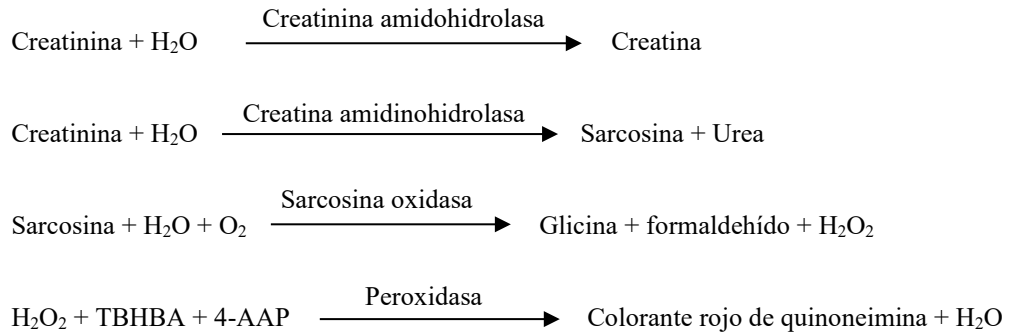 Creatinina amidohidrolasa
Creatinina + H₂O → Creatina
Creatina amidinohidrolasa
Creatinina + H₂O → Sarcosina + Urea
Sarcosina oxidasa
Sarcosina + H₂O + O₂ → Glicina + formaldehído + H₂O₂
Peroxidasa
H₂O₂ + TBHBA + 4-AAP → Colorante rojo de quinoneimina + H₂O